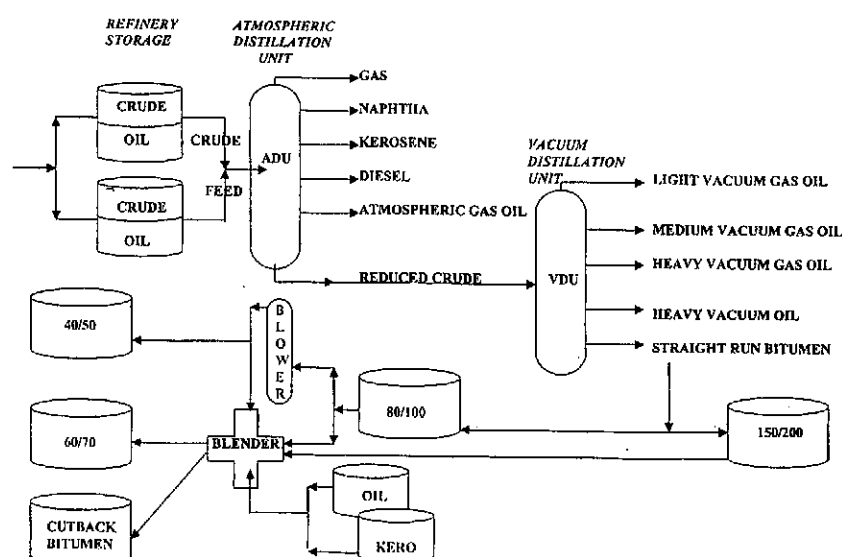 REFINERY
STORAGE
ATMOSPHERIC
DISTILLATION
UNIT
GAS
NAPHTHA
KEROSENE
DIESEL
ATMOSPHERIC GAS OIL
CRUDE
OIL
CRUDE
FEED
ADU
CRUDE
OIL
REDUCED CRUDE
VACUUM
DISTILLATION
UNIT
LIGHT VACUUM GAS OIL
MEDIUM VACUUM GAS OIL
HEAVY VACUUM GAS OIL
HEAVY VACUUM OIL
STRAIGHT RUN BITUMEN
VDU
BLOWER
40/50
80/100
150/200
60/70
BLENDER
CUTBACK
BITUMEN
OIL
KERO